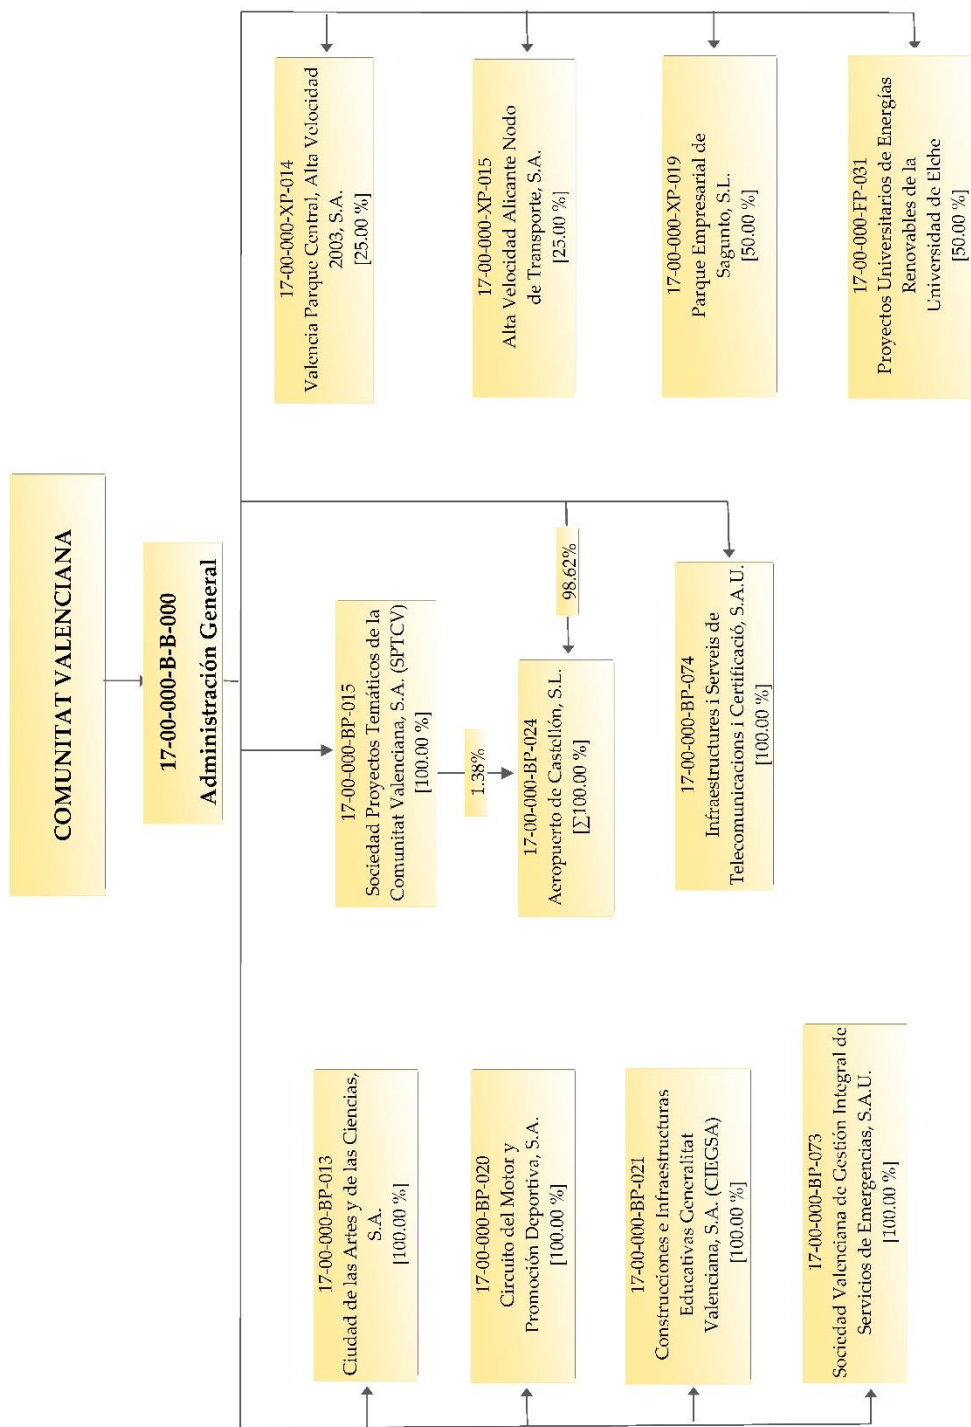 COMUNITAT VALENCIANA
17-00-000-B-B-000
Administración General
17-00-000-BP-013
Ciudad de las Artes y de las Ciencias,
S.A.
[100.00 %]
17-00-000-BP-020
Circuito del Motor y
Promoción Deportiva, S.A.
[100.00 %]
17-00-000-BP-021
Construcciones e Infraestructuras
Educativas Generalitat
Valenciana, S.A. (CIEGSA)
[100.00 %]
17-00-000-BP-073
Sociedad Valenciana de Gestión Integral de
Servicios de Emergencias, S.A.U.
[100.00 %]
17-00-000-BP-015
Sociedad Proyectos Temáticos de la
Comunitat Valenciana, S.A. (SPTCV)
[100.00 %]
1.38%
98.62%
17-00-000-BP-024
Aeropuerto de Castellón, S.L.
[∑100.00 %]
17-00-000-BP-074
Infraestructures i Serveis de
Telecomunicacions i Certificació, S.A.U.
[100.00 %]
17-00-000-XP-014
Valencia Parque Central, Alta Velocidad
2003, S.A.
[25.00 %]
17-00-000-XP-015
Alta Velocidad Alicante Nodo
de Transporte, S.A.
[25.00 %]
17-00-000-XP-019
Parque Empresarial de
Sagunto, S.L.
[50.00 %]
17-00-000-FP-031
Proyectos Universitarios de Energías
Renovables de la
Universidad de Elche
[50.00 %]